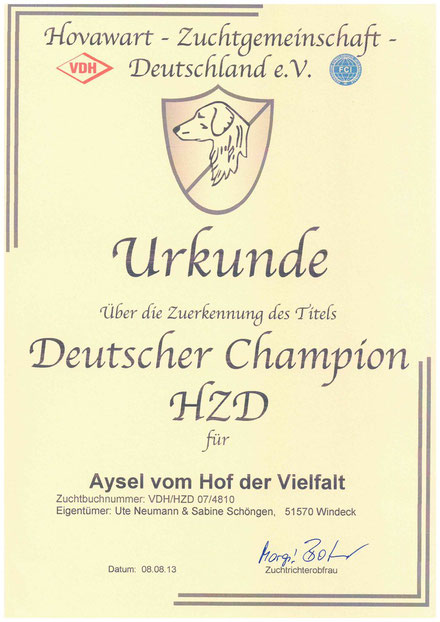 Hovawart - Zuchtgemeinschaft -
Deutschland e.V.
VDH
FCI
Urkunde
Über die Zuerkennung des Titels
Deutscher Champion
HZD
für
Aysel vom Hof der Vielfalt
Zuchtbuchnummer: VDH/HZD 07/4810
Eigentümer: Ute Neumann & Sabine Schöngen, 51570 Windeck
Datum: 08.08.13
Zuchtrichterobfrau